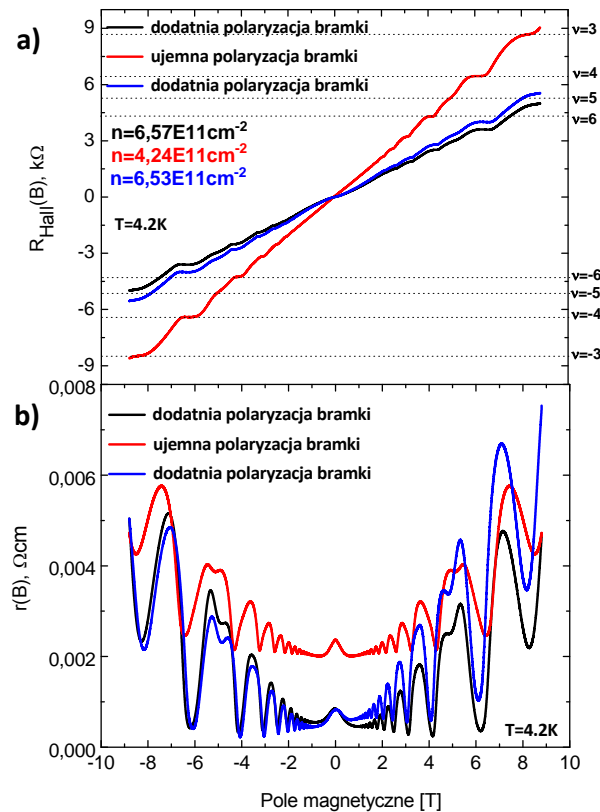 a)
dodatnia polaryzacja bramki
ujemna polaryzacja bramki
dodatnia polaryzacja bramki
n=6,57E11cm⁻²
n=4,24E11cm⁻²
n=6,53E11cm⁻²
T=4.2K
R_Hall(B), kΩ
9
6
3
0
-3
-6
-9
ν=3
ν=4
ν=5
ν=6
ν=-6
ν=-5
ν=-4
ν=-3
b)
dodatnia polaryzacja bramki
ujemna polaryzacja bramki
dodatnia polaryzacja bramki
r(B), Ωcm
0,008
0,006
0,004
0,002
0,000
T=4.2K
-10 -8 -6 -4 -2 0 2 4 6 8 10
Pole magnetyczne [T]